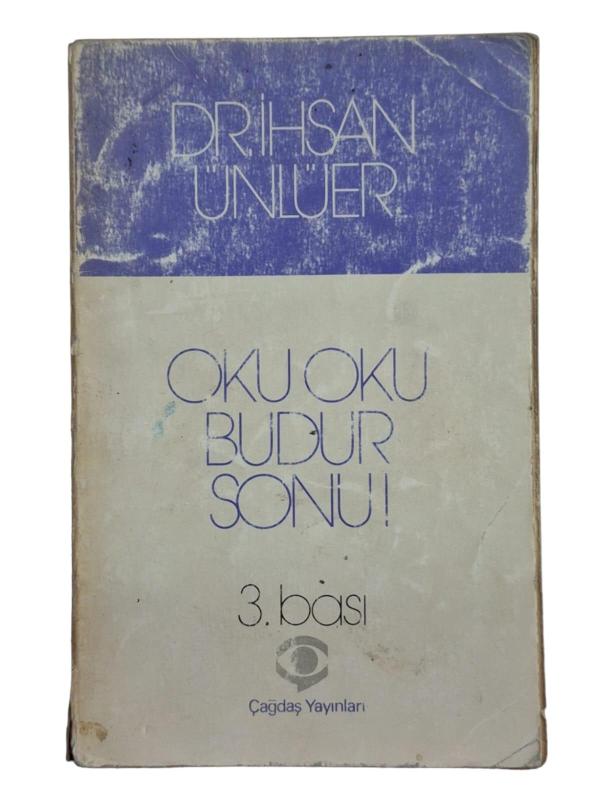 DR.İHSAN
ÜNLÜER
OKU OKU
BUDUR
SONU!
3. bası
Çağdaş Yayınları